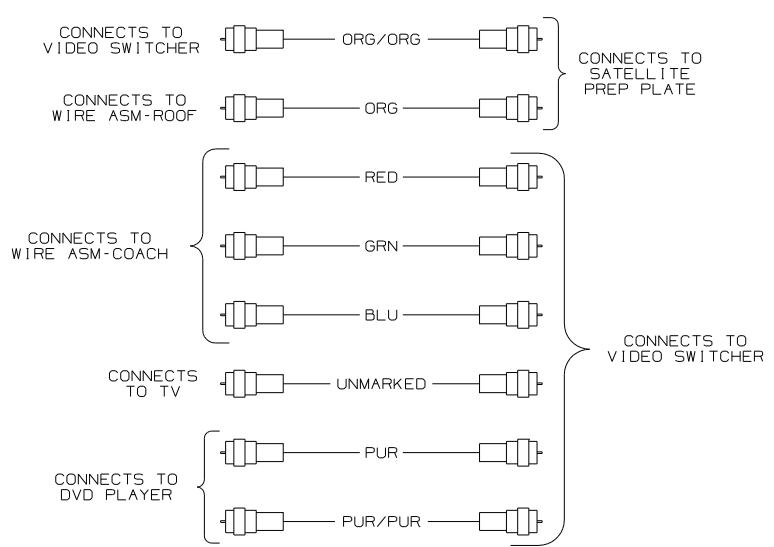 CONNECTS TO
VIDEO SWITCHER
ORG/ORG
CONNECTS TO
SATELLITE
PREP PLATE
CONNECTS TO
WIRE ASM-ROOF
ORG
RED
CONNECTS TO
WIRE ASM-COACH
GRN
BLU
CONNECTS TO
VIDEO SWITCHER
CONNECTS
TO TV
UNMARKED
PUR
CONNECTS TO
DVD PLAYER
PUR/PUR